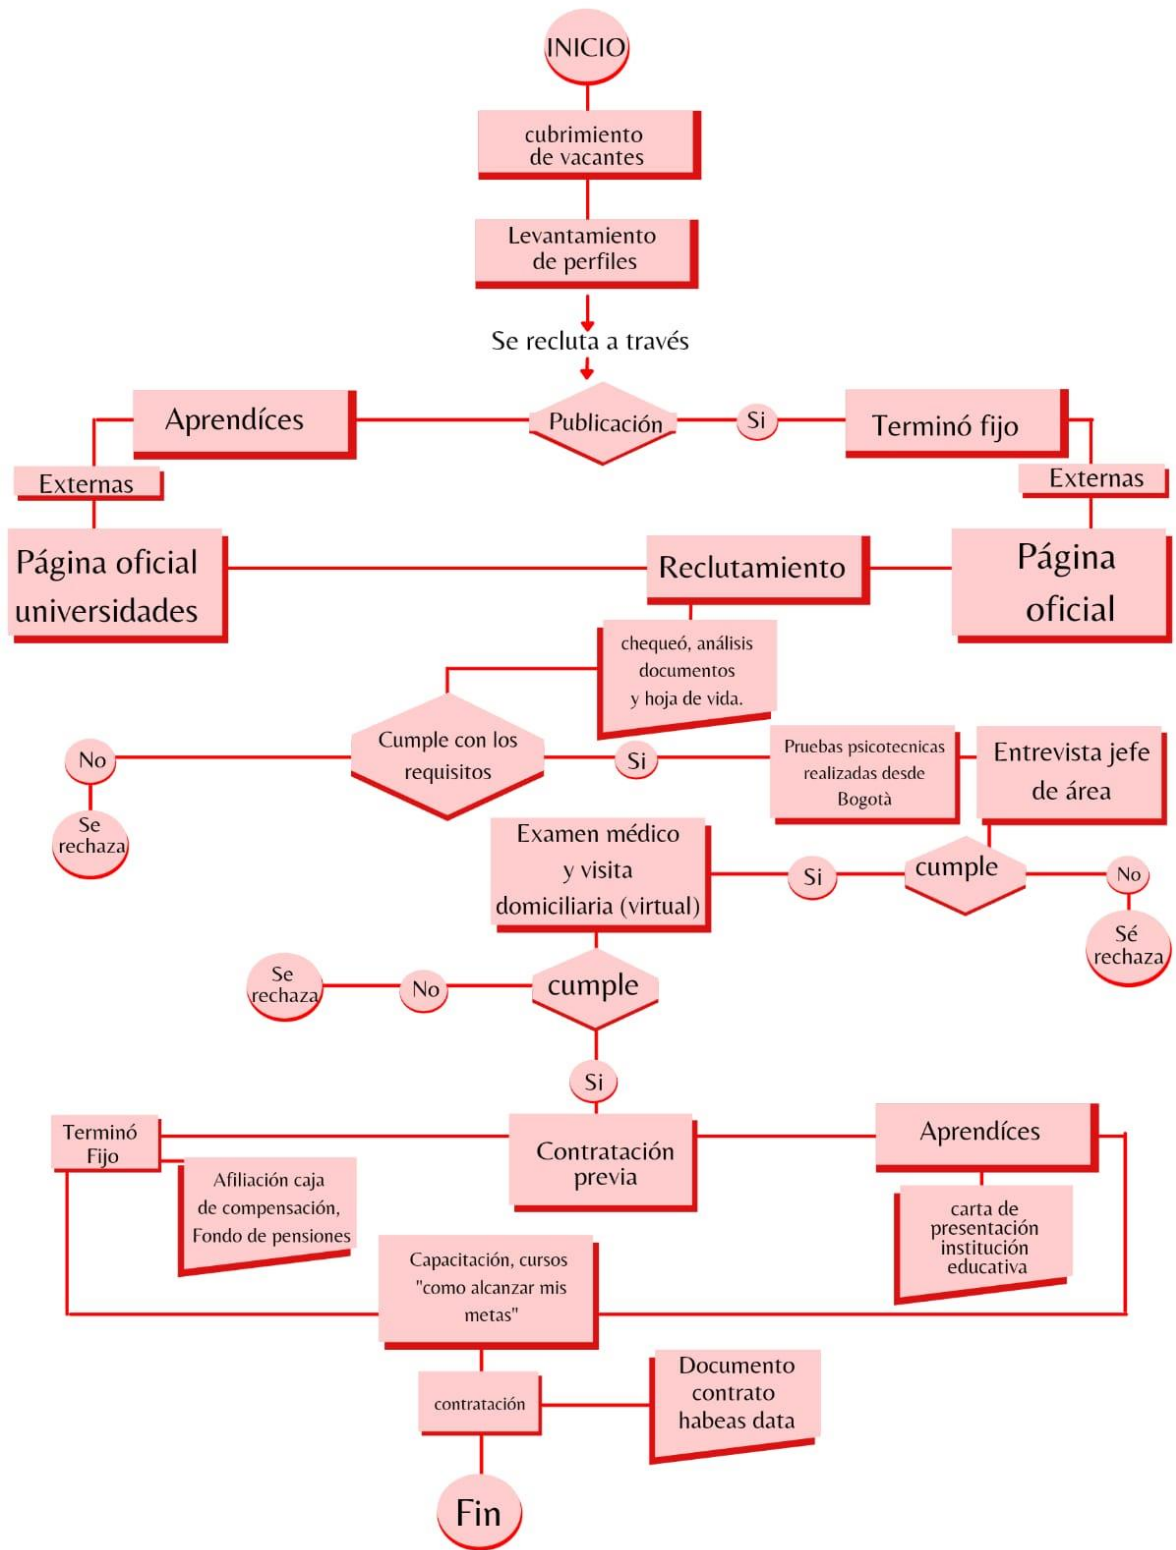 INICIO
cubrimiento
de vacantes
Levantamiento
de perfiles
Se recluta a través
Aprendíces
Publicación
Si
Terminó fijo
Externas
Externas
Página oficial
universidades
Reclutamiento
Página
oficial
chequeó, análisis
documentos
y hoja de vida.
No
Cumple con los
requisitos
Si
Pruebas psicotecnicas
realizadas desde
Bogotà
Entrevista jefe
de área
Se
rechaza
Examen médico
y visita
domiciliaria (virtual)
Si
cumple
No
Sé
rechaza
Se
rechaza
No
cumple
Si
Terminó
Fijo
Contratación
previa
Aprendíces
Afiliación caja
de compensación,
Fondo de pensiones
carta de
presentación
institución
educativa
Capacitación, cursos
"como alcanzar mis
metas"
contratación
Documento
contrato
habeas data
Fin